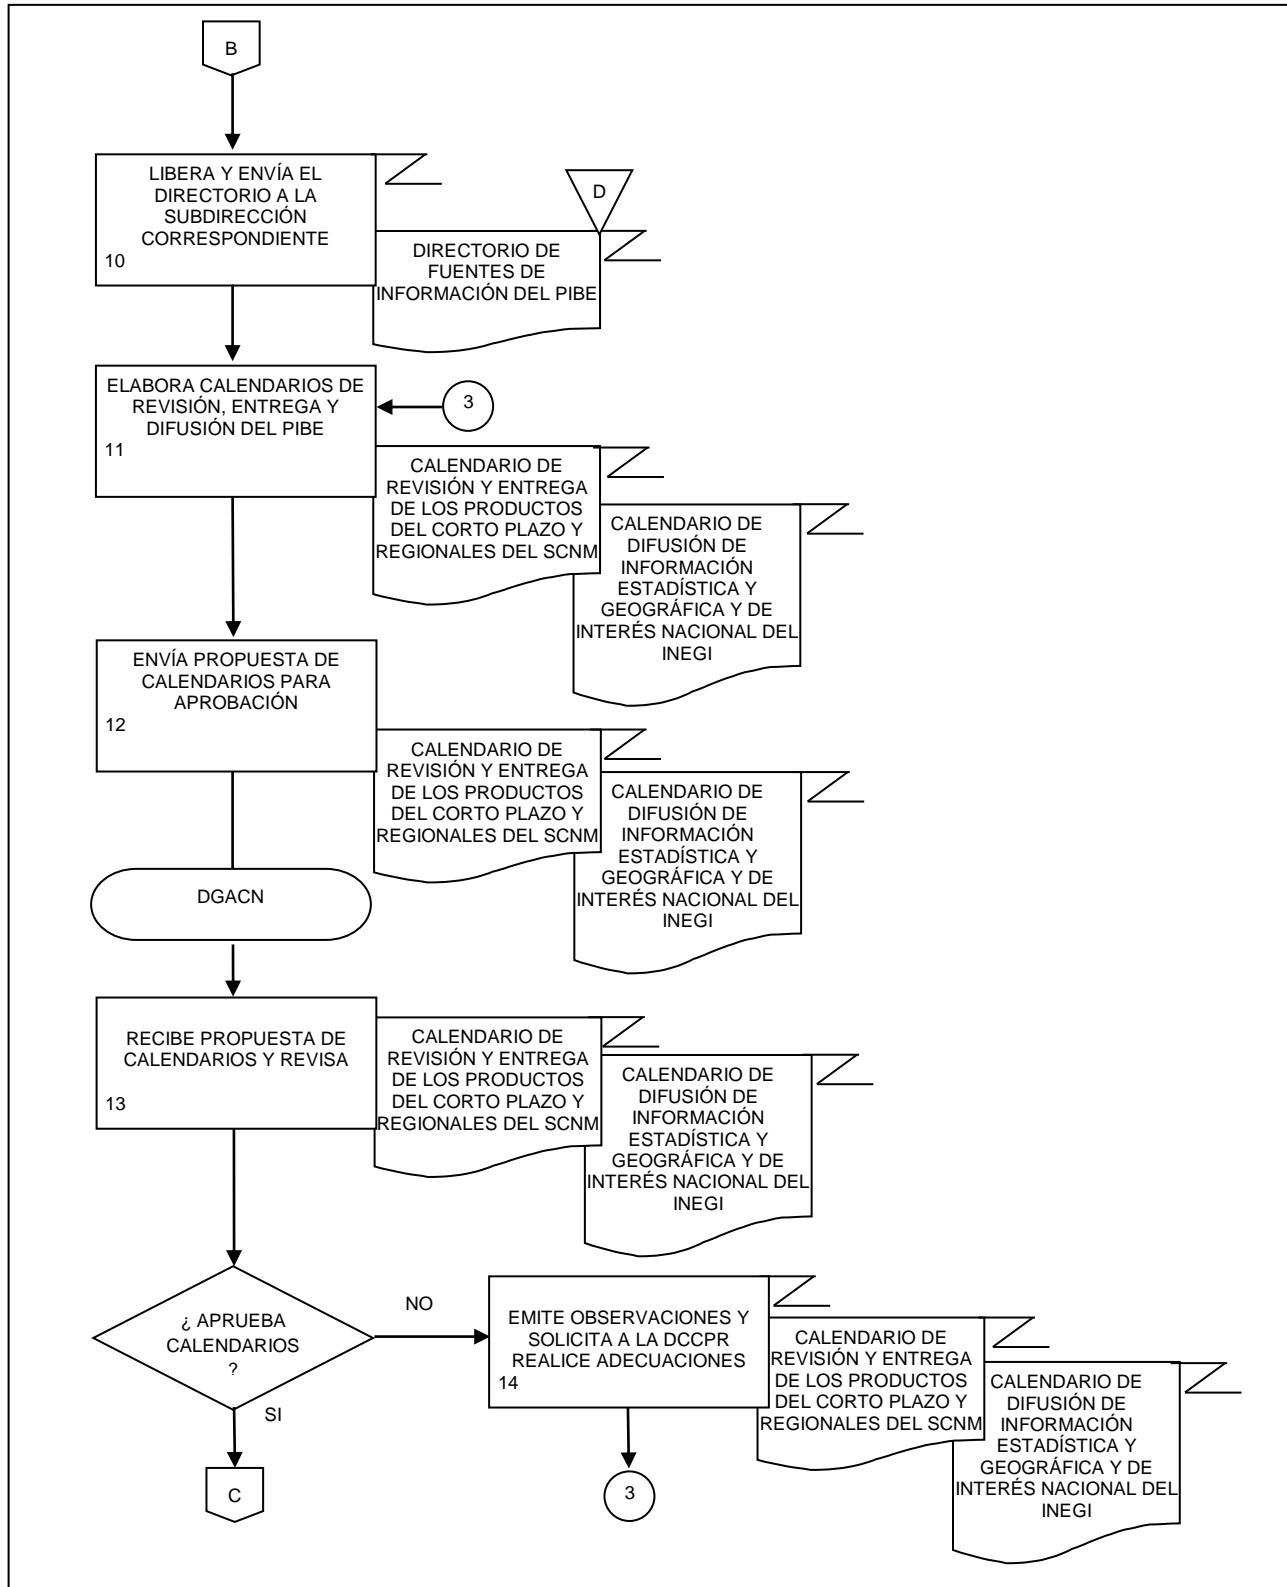 B
LIBERA Y ENVÍA EL
DIRECTORIO A LA
SUBDIRECCIÓN
CORRESPONDIENTE
10
D
DIRECTORIO DE
FUENTES DE
INFORMACIÓN DEL PIBE
ELABORA CALENDARIOS DE
REVISIÓN, ENTREGA Y
DIFUSIÓN DEL PIBE
11
3
CALENDARIO DE
REVISIÓN Y ENTREGA
DE LOS PRODUCTOS
DEL CORTO PLAZO Y
REGIONALES DEL SCNM
CALENDARIO DE
DIFUSIÓN DE
INFORMACIÓN
ESTADÍSTICA Y
GEOGRÁFICA Y DE
INTERÉS NACIONAL DEL
INEGI
ENVÍA PROPUESTA DE
CALENDARIOS PARA
APROBACIÓN
12
CALENDARIO DE
REVISIÓN Y ENTREGA
DE LOS PRODUCTOS
DEL CORTO PLAZO Y
REGIONALES DEL SCNM
CALENDARIO DE
DIFUSIÓN DE
INFORMACIÓN
ESTADÍSTICA Y
GEOGRÁFICA Y DE
INTERÉS NACIONAL DEL
INEGI
DGACN
RECIBE PROPUESTA DE
CALENDARIOS Y REVISA
13
CALENDARIO DE
REVISIÓN Y ENTREGA
DE LOS PRODUCTOS
DEL CORTO PLAZO Y
REGIONALES DEL SCNM
CALENDARIO DE
DIFUSIÓN DE
INFORMACIÓN
ESTADÍSTICA Y
GEOGRÁFICA Y DE
INTERÉS NACIONAL DEL
INEGI
¿ APRUEBA
CALENDARIOS
?
NO
SI
EMITE OBSERVACIONES Y
SOLICITA A LA DCCPR
REALICE ADECUACIONES
14
CALENDARIO DE
REVISIÓN Y ENTREGA
DE LOS PRODUCTOS
DEL CORTO PLAZO Y
REGIONALES DEL SCNM
CALENDARIO DE
DIFUSIÓN DE
INFORMACIÓN
ESTADÍSTICA Y
GEOGRÁFICA Y DE
INTERÉS NACIONAL DEL
INEGI
C
3